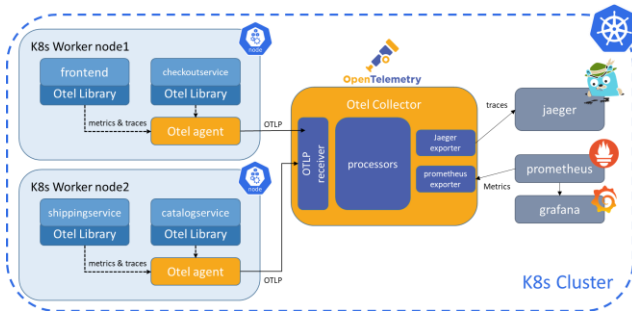 K8s Worker node1
node
frontend
Otel Library
checkoutservice
Otel Library
metrics & traces
Otel agent
OTLP
K8s Worker node2
node
shippingservice
Otel Library
catalogservice
Otel Library
metrics & traces
Otel agent
OTLP
OpenTelemetry
Otel Collector
OTLP
receiver
processors
Jaeger
exporter
prometheus
exporter
traces
Metrics
jaeger
prometheus
grafana
K8s Cluster